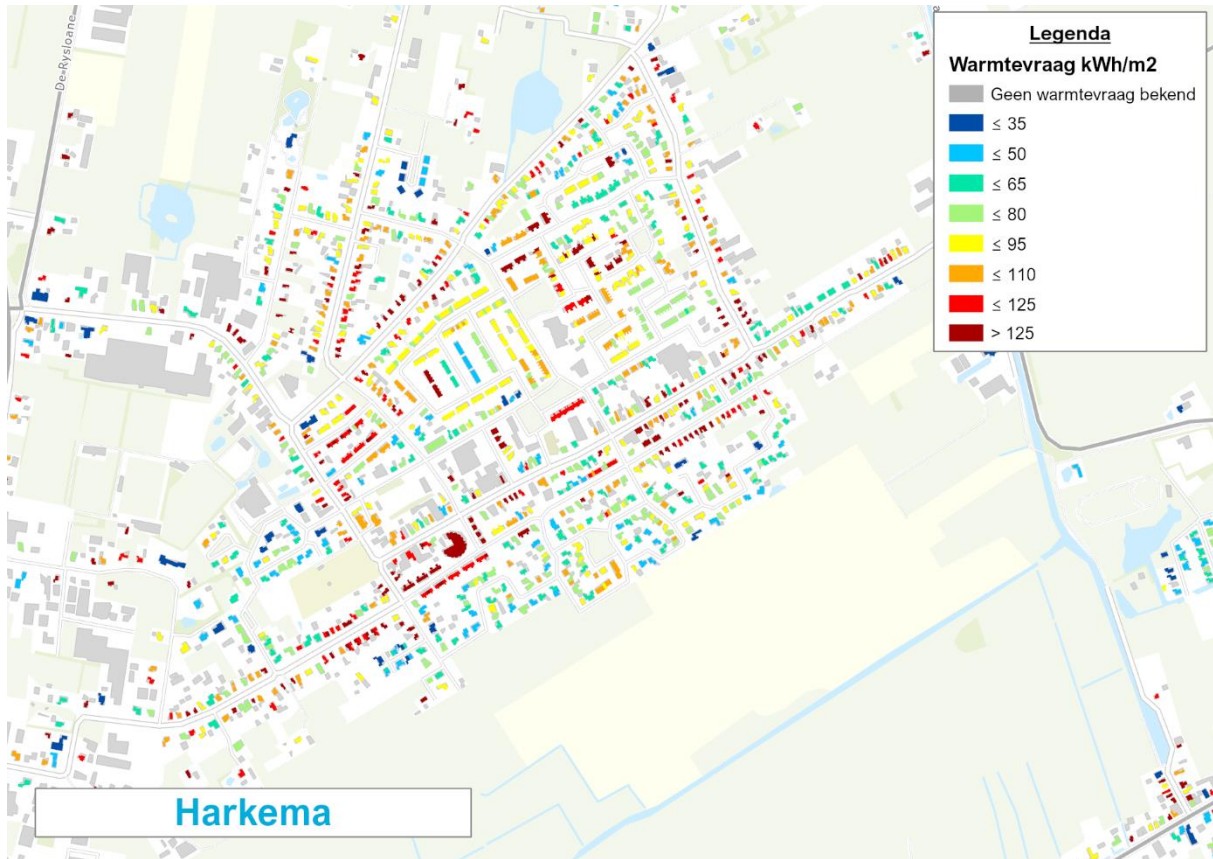 De Rysloane
Legenda
Warmtevraag kWh/m2
Geen warmtevraag bekend
≤ 35
≤ 50
≤ 65
≤ 80
≤ 95
≤ 110
≤ 125
> 125
Harkema